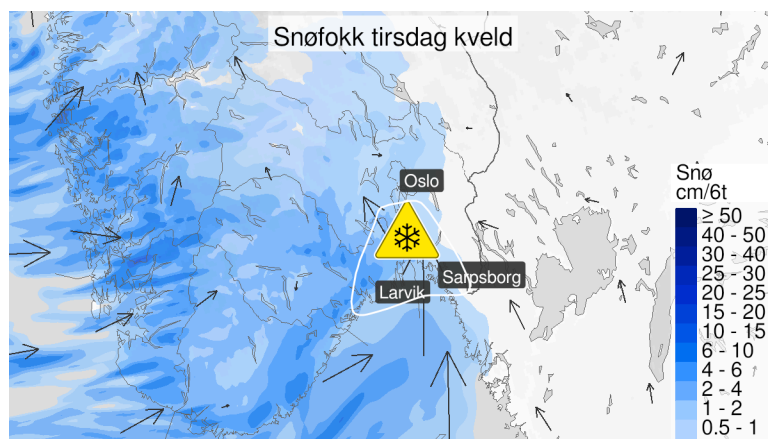 Snøfokk tirsdag kveld
Oslo
Sarpsborg
Larvik
Snø
cm/6t
≥ 50
40 - 50
30 - 40
25 - 30
20 - 25
15 - 20
10 - 15
6 - 10
4 - 6
2 - 4
1 - 2
0.5 - 1